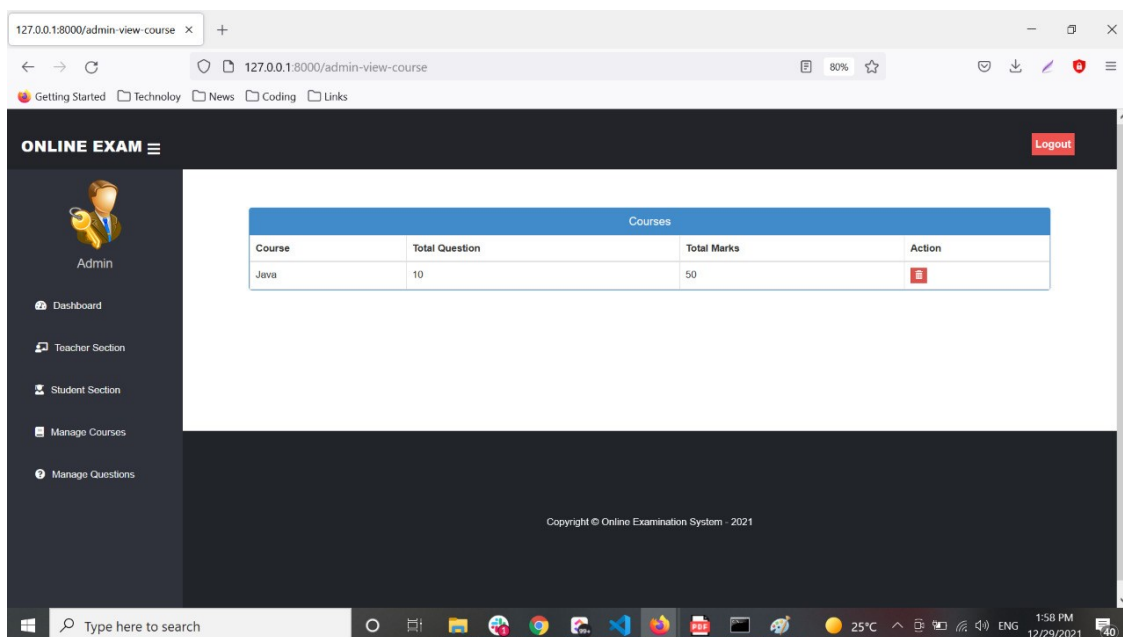 127.0.0.1:8000/admin-view-course
127.0.0.1:8000/admin-view-course 80%
Getting Started Technoloy News Coding Links
ONLINE EXAM Logout
Admin
Courses
Course Total Question Total Marks Action
Java 10 50
Dashboard
Teacher Section
Student Section
Manage Courses
Manage Questions
Copyright © Online Examination System - 2021
Type here to search 99+ PDF 25°C ENG 1:58 PM
12/29/2021 40